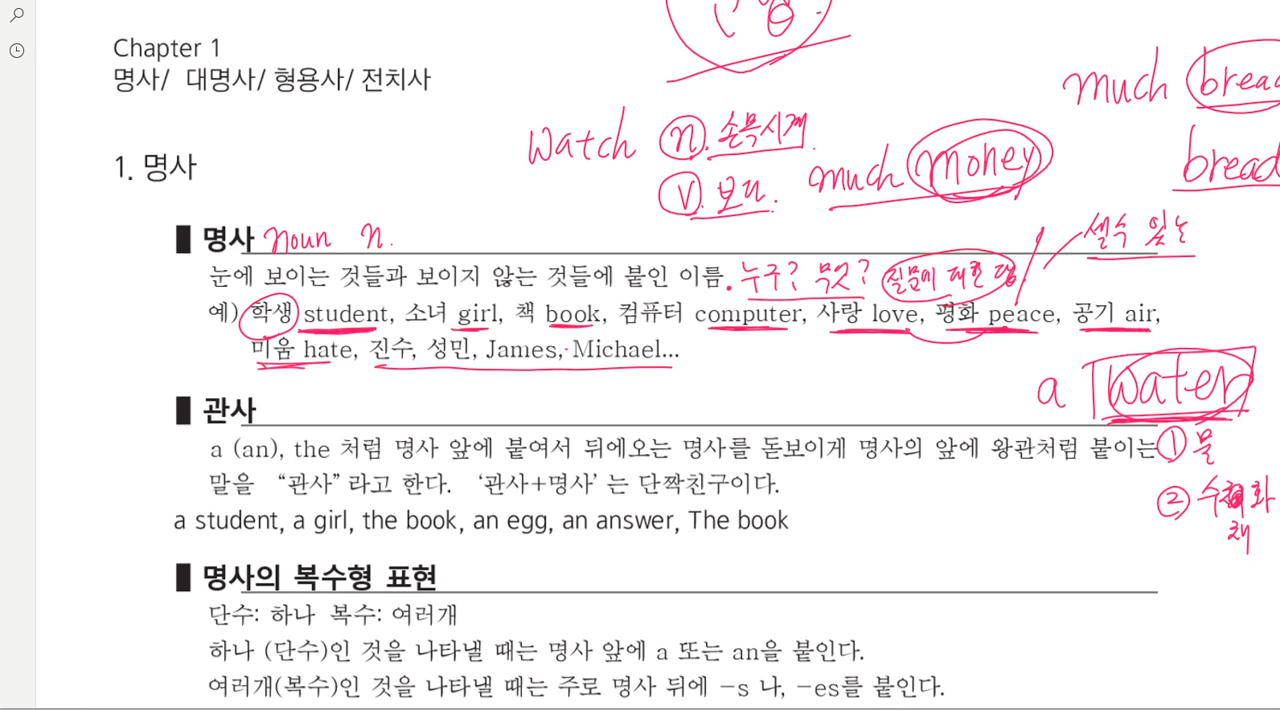 Chapter 1
명사/ 대명사/ 형용사/ 전치사
much bread
watch n. 손목시계
v. 보다.
much money
bread
1. 명사
명사 noun n.
셀수 있는
눈에 보이는 것들과 보이지 않는 것들에 붙인 이름. 누구? 무엇? 질문에 대한 답
예) 학생 student, 소녀 girl, 책 book, 컴퓨터 computer, 사랑 love, 평화 peace, 공기 air,
미움 hate, 진수, 성민, James, Michael...
a water
관사
a (an), the 처럼 명사 앞에 붙여서 뒤에오는 명사를 돋보이게 명사의 앞에 왕관처럼 붙이는
① 물
말을 “관사” 라고 한다. ‘관사+명사’ 는 단짝친구이다.
②
a student, a girl, the book, an egg, an answer, The book
채
명사의 복수형 표현
단수: 하나 복수: 여러개
하나 (단수)인 것을 나타낼 때는 명사 앞에 a 또는 an을 붙인다.
여러개(복수)인 것을 나타낼 때는 주로 명사 뒤에 -s 나, -es를 붙인다.